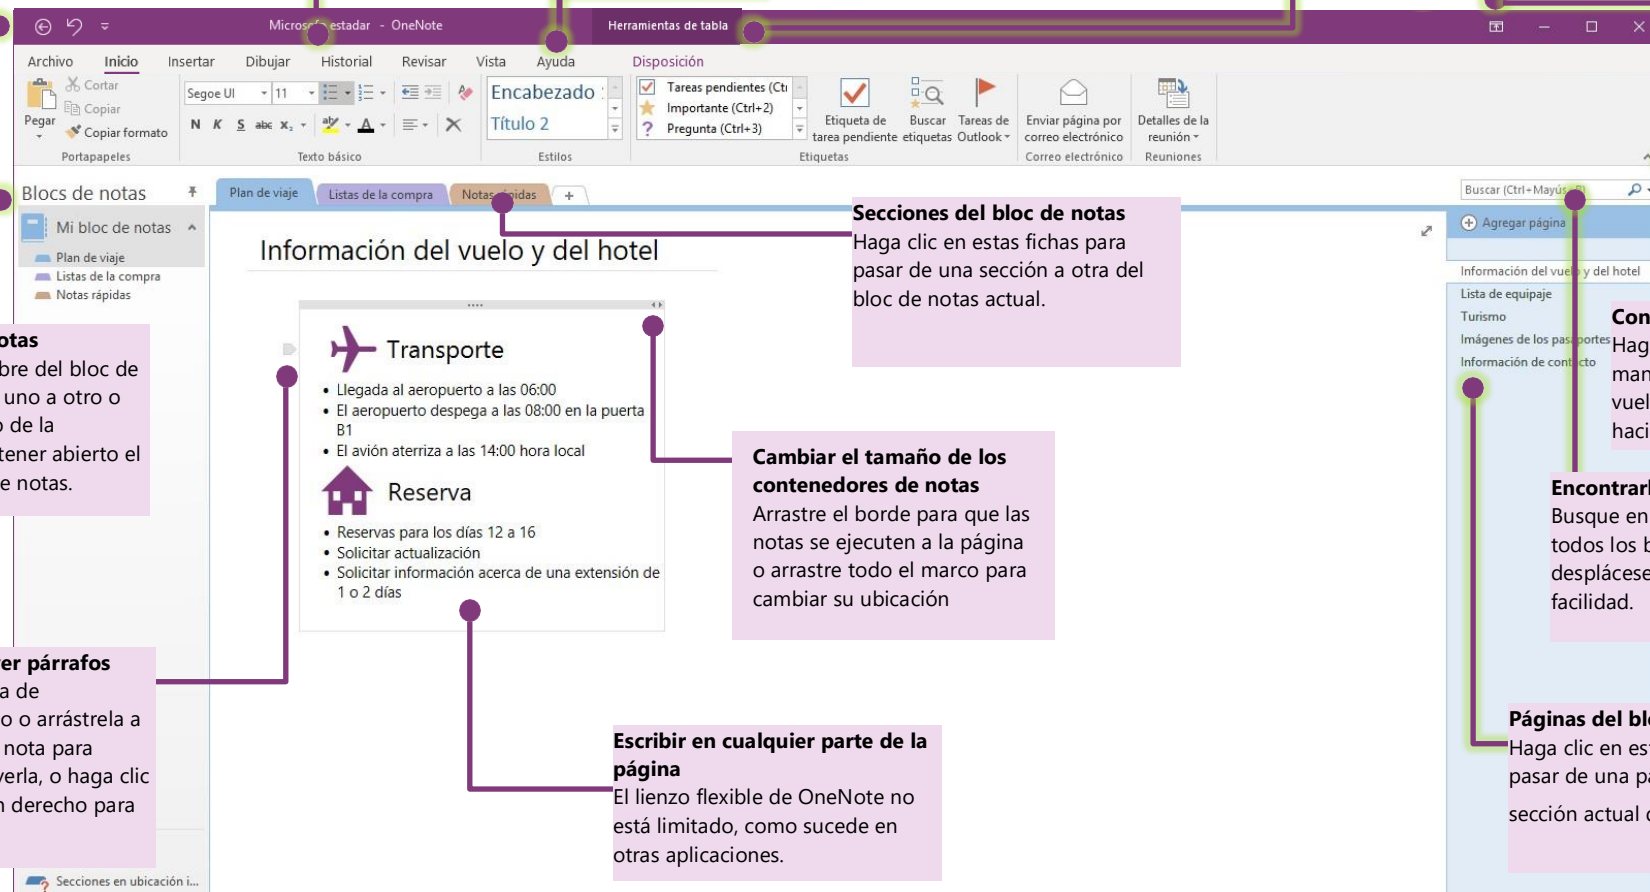 Microsoft estadar - OneNote
Herramientas de tabla
Archivo Inicio Insertar Dibujar Historial Revisar Vista Ayuda Disposición
Pegar
Cortar
Copiar
Copiar formato
Portapapeles
Segoe UI 11
N K S abc x₂ A
Texto básico
Encabezado
Título 2
Estilos
Tareas pendientes (Ctr
Importante (Ctrl+2)
Pregunta (Ctrl+3)
Etiqueta de
tarea pendiente
Buscar
etiquetas
Tareas de
Outlook
Etiquetas
Enviar página por
correo electrónico
Correo electrónico
Detalles de la
reunión
Reuniones
Blocs de notas
Mi bloc de notas
Plan de viaje
Listas de la compra
Notas rápidas
Plan de viaje
Listas de la compra
Notas rápidas
+
Buscar (Ctrl+Mayús
Agregar página
Información del vuelo y del hotel
Lista de equipaje
Turismo
Imágenes de los pasaportes
Información de contacto
Información del vuelo y del hotel
Transporte
• Llegada al aeropuerto a las 06:00
• El aeropuerto despega a las 08:00 en la puerta
B1
• El avión aterriza a las 14:00 hora local
Reserva
• Reservas para los días 12 a 16
• Solicitar actualización
• Solicitar información acerca de una extensión de
1 o 2 días
Secciones del bloc de notas
Haga clic en estas fichas para
pasar de una sección a otra del
bloc de notas actual.
Cambiar el tamaño de los
contenedores de notas
Arrastre el borde para que las
notas se ejecuten a la página
o arrastre todo el marco para
cambiar su ubicación
Escribir en cualquier parte de la
página
El lienzo flexible de OneNote no
está limitado, como sucede en
otras aplicaciones.
otas
bre del bloc de
uno a otro o
o de la
tener abierto el
e notas.
er párrafos
a de
o o arrástrela a
nota para
verla, o haga clic
n derecho para
Secciones en ubicación i...
Con
Haga
man
vuel
haci
Encontrarl
Busque en
todos los b
desplácese
facilidad.
Páginas del blo
Haga clic en est
pasar de una pá
sección actual d